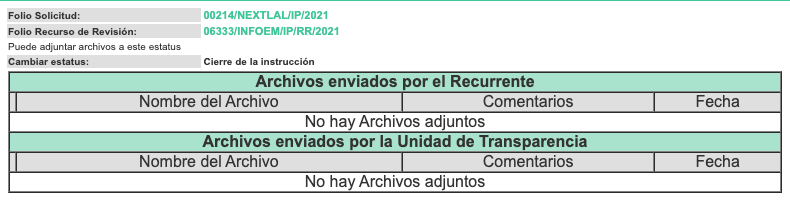 Folio Solicitud: 00214/NEXTLAL/IP/2021
Folio Recurso de Revisión: 06333/INFOEM/IP/RR/2021
Puede adjuntar archivos a este estatus
Cambiar estatus: Cierre de la instrucción
Archivos enviados por el Recurrente
Nombre del Archivo Comentarios Fecha
No hay Archivos adjuntos
Archivos enviados por la Unidad de Transparencia
Nombre del Archivo Comentarios Fecha
No hay Archivos adjuntos